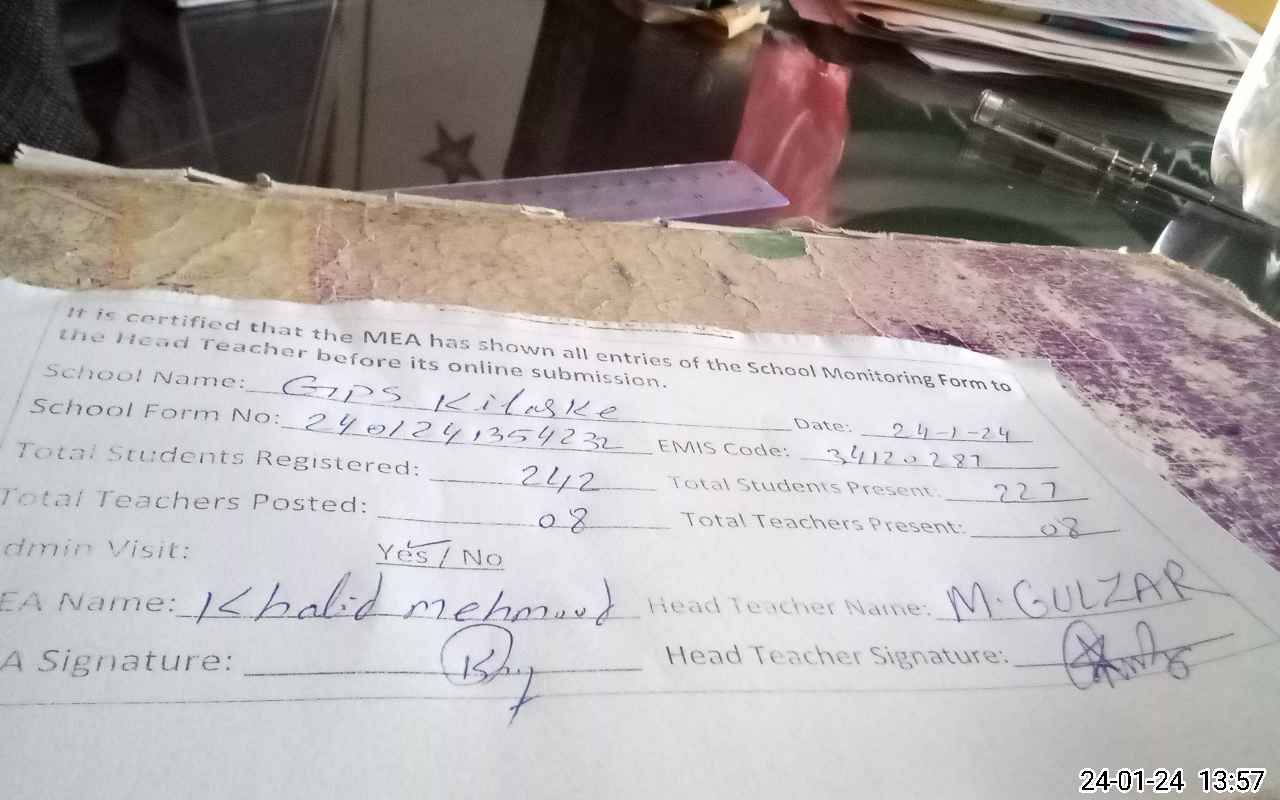 It is certified that the MEA has shown all entries of the School Monitoring Form to
the Head Teacher before its online submission.
School Name: GPS Kilaske
Date: 24-1-24
School Form No: 2401241354232 EMIS Code: 34120287
Total Students Registered: 242 Total Students Present: 227
Total Teachers Posted: 08 Total Teachers Present: 08
dmin Visit: Yes / No
EA Name: Khalid mehmood Head Teacher Name: M. GULZAR
A Signature: Head Teacher Signature:
24-01-24 13:57